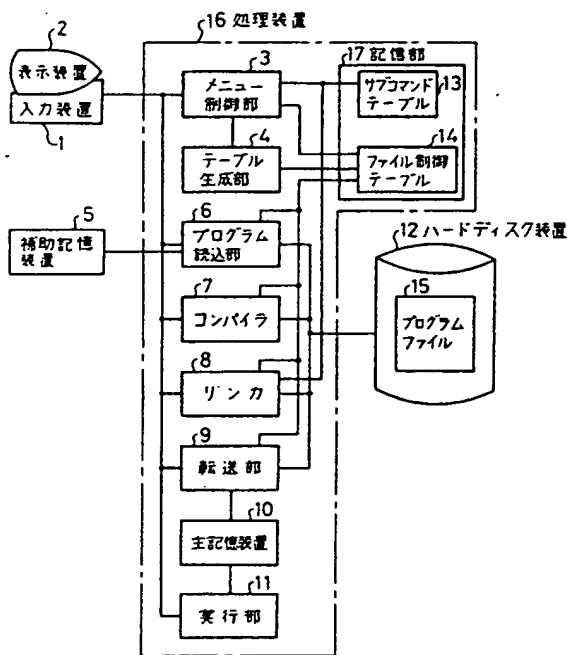 16 処理装置
2
表示装置
入力装置
1
3
メニュー
制御部
17 記信部
サブコマンド
テーブル
13
4
テーブル
生成部
14
ファイル制御
テーブル
5
補助記憶
装置
6
プログラム
読込部
12 ハードディスク装置
15
プログラム
ファイル
7
コンパイラ
8
リンカ
9
転送部
10
主記憶装置
11
実行部